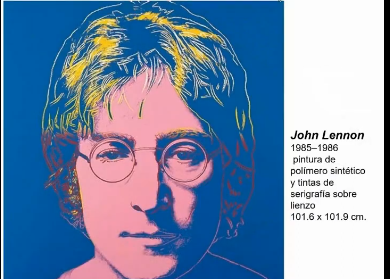 John Lennon
1985–1986
pintura de
polímero sintético
y tintas de
serigrafía sobre
lienzo
101.6 x 101.9 cm.